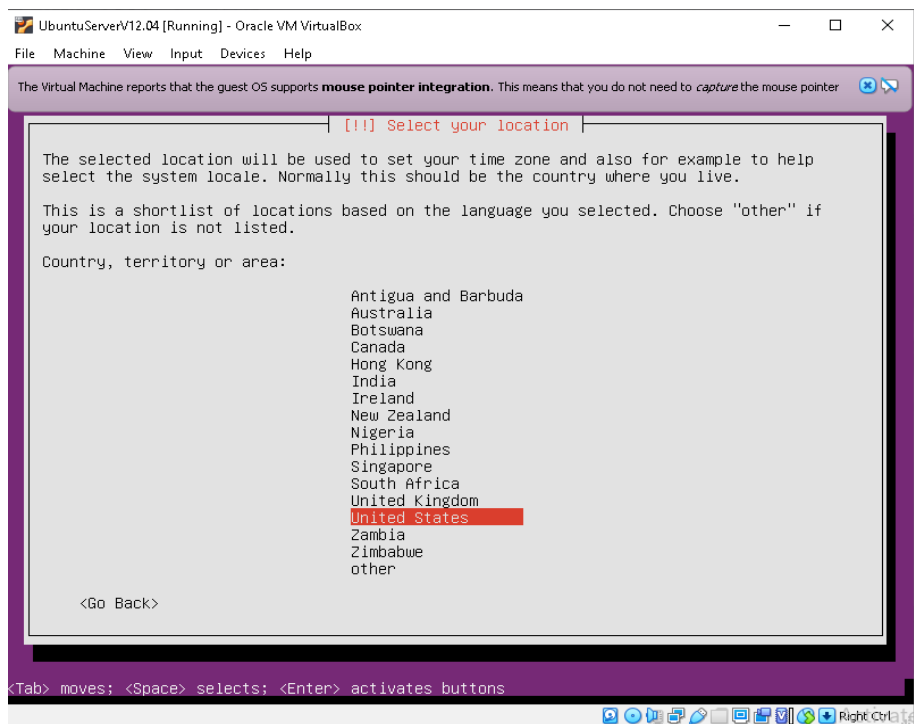 UbuntuServerV12.04 [Running] - Oracle VM VirtualBox
File Machine View Input Devices Help
The Virtual Machine reports that the guest OS supports mouse pointer integration. This means that you do not need to capture the mouse pointer
[!!] Select your location
The selected location will be used to set your time zone and also for example to help
select the system locale. Normally this should be the country where you live.
This is a shortlist of locations based on the language you selected. Choose "other" if
your location is not listed.
Country, territory or area:
Antigua and Barbuda
Australia
Botswana
Canada
Hong Kong
India
Ireland
New Zealand
Nigeria
Philippines
Singapore
South Africa
United Kingdom
United States
Zambia
Zimbabwe
other
<Go Back>
<Tab> moves; <Space> selects; <Enter> activates buttons
Right Ctrl